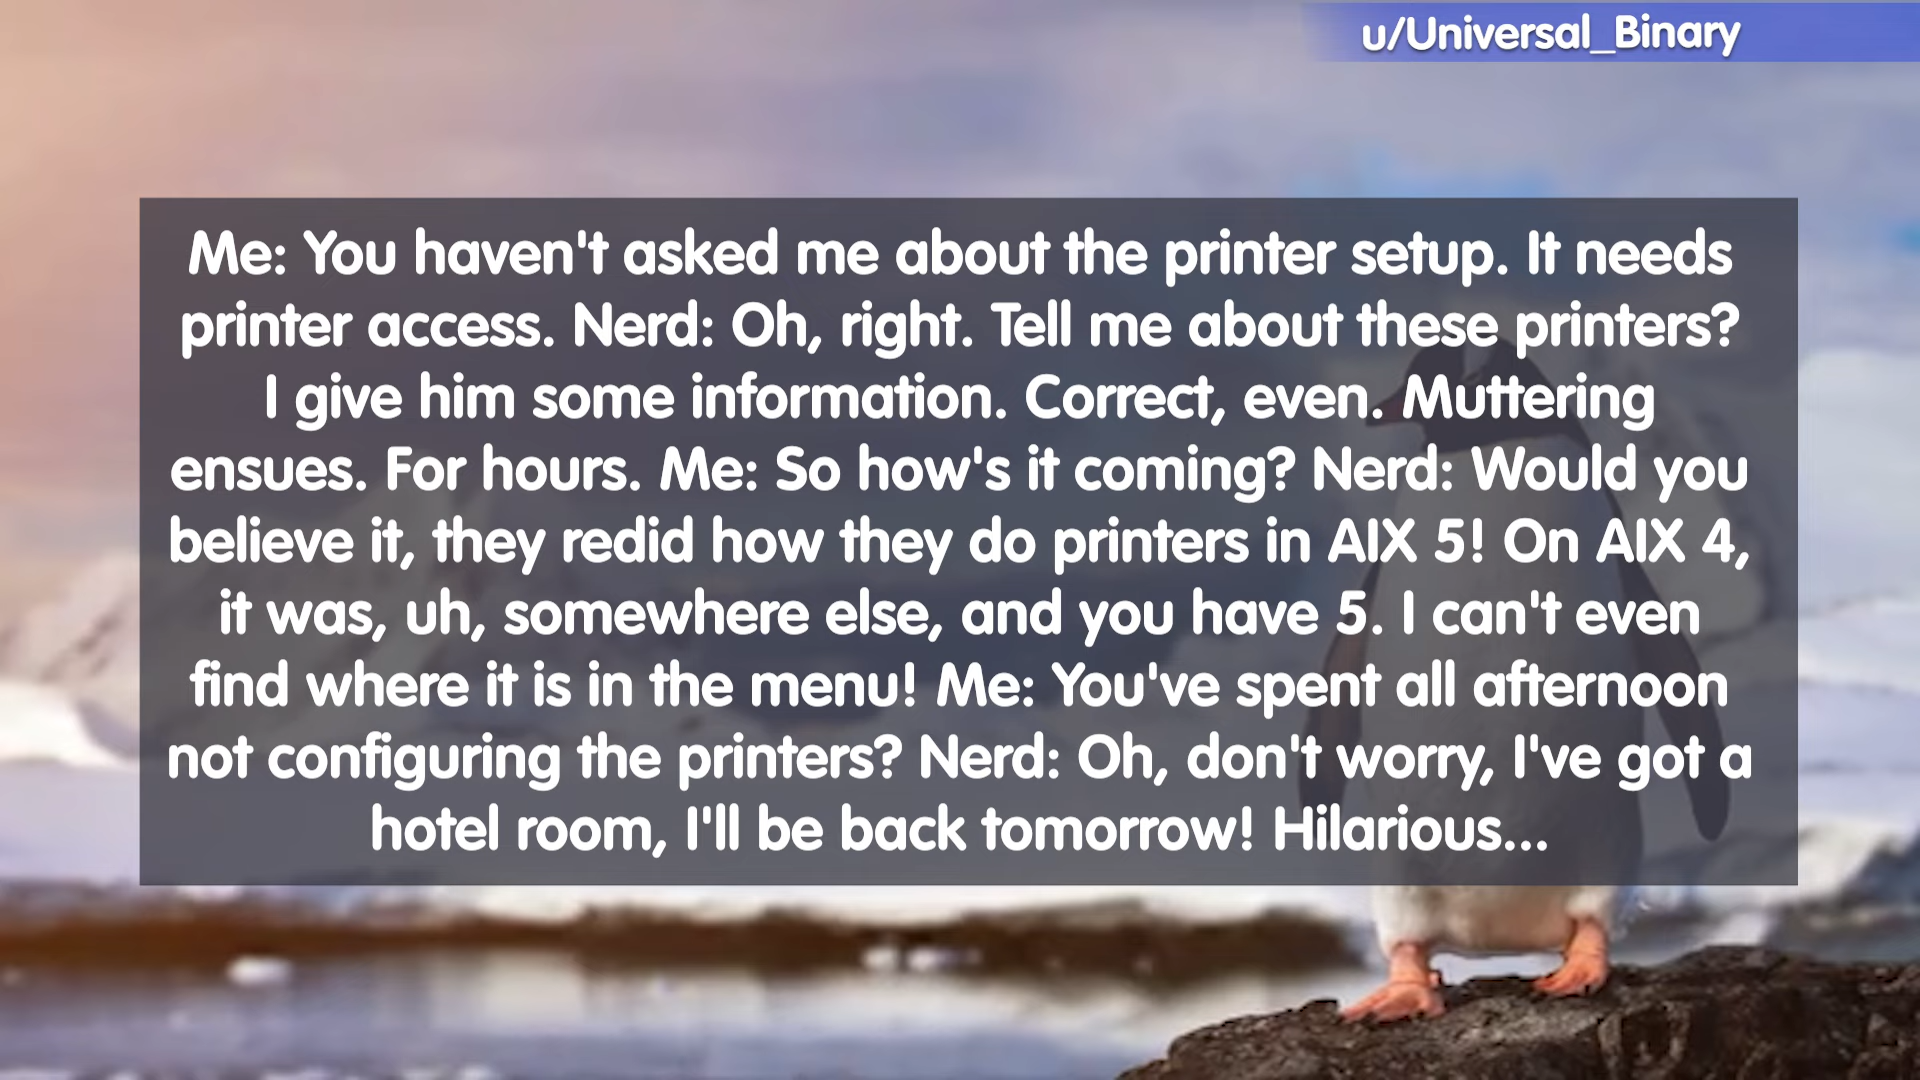 u/Universal_Binary
Me: You haven't asked me about the printer setup. It needs
printer access. Nerd: Oh, right. Tell me about these printers?
I give him some information. Correct, even. Muttering
ensues. For hours. Me: So how's it coming? Nerd: Would you
believe it, they redid how they do printers in AIX 5! On AIX 4,
it was, uh, somewhere else, and you have 5. I can't even
find where it is in the menu! Me: You've spent all afternoon
not configuring the printers? Nerd: Oh, don't worry, I've got a
hotel room, I'll be back tomorrow! Hilarious...